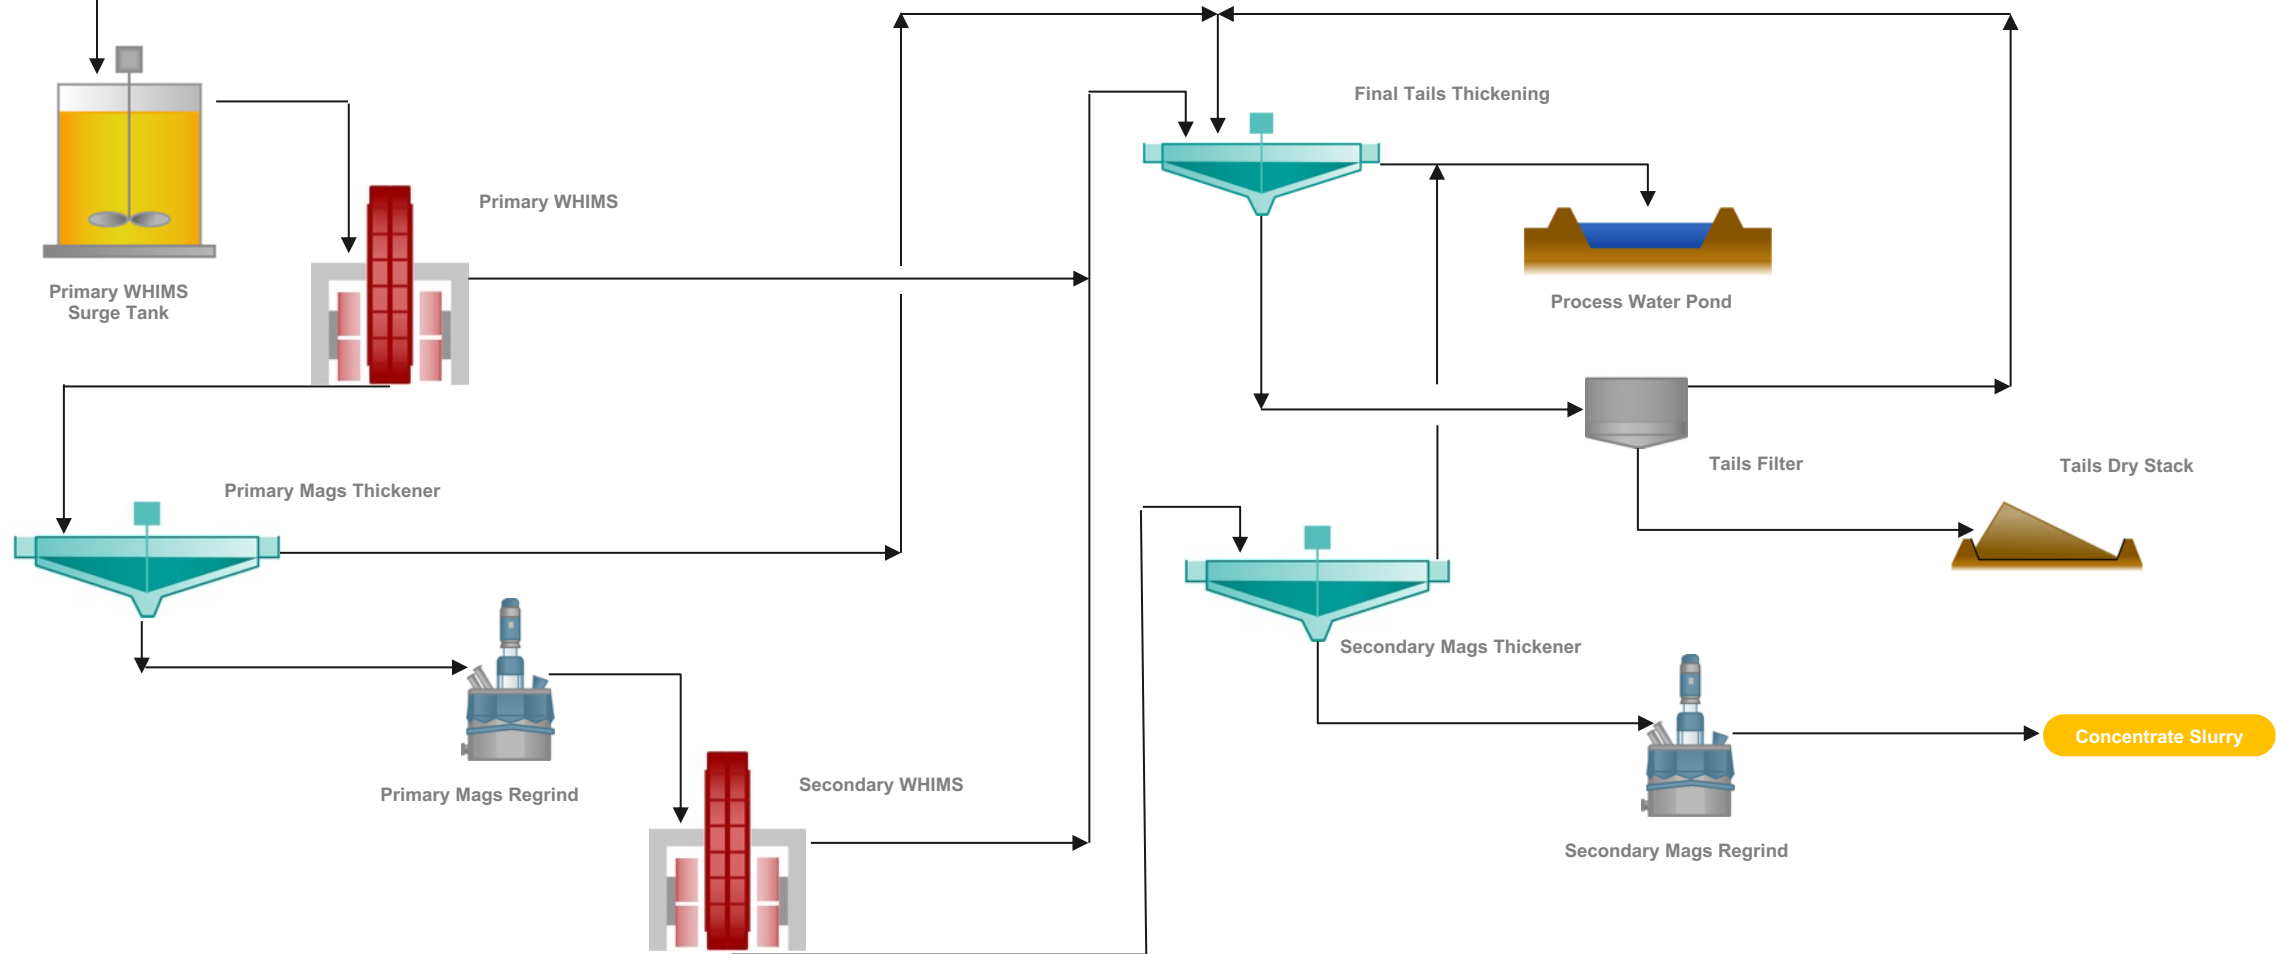 Final Tails Thickening
Primary WHIMS
Primary WHIMS
Surge Tank
Process Water Pond
Tails Filter
Tails Dry Stack
Primary Mags Thickener
Secondary Mags Thickener
Concentrate Slurry
Primary Mags Regrind
Secondary WHIMS
Secondary Mags Regrind